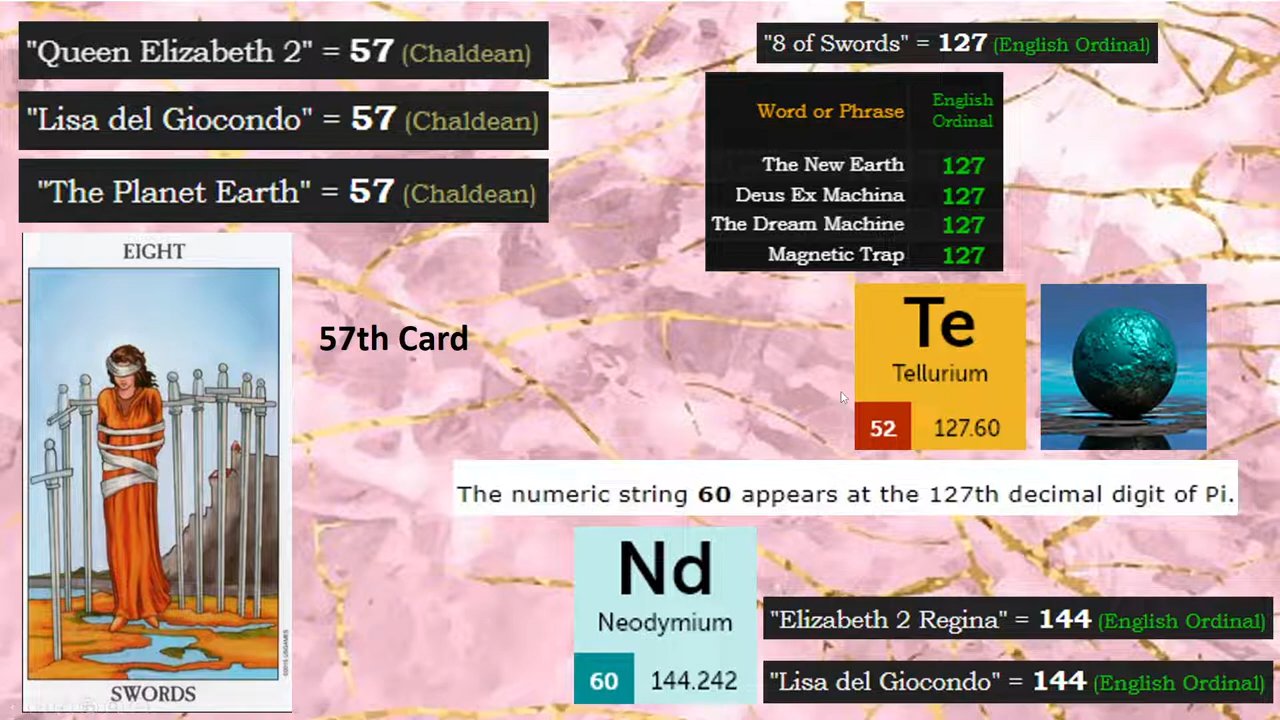 "Queen Elizabeth 2" = 57 (Chaldean)
"Lisa del Giocondo" = 57 (Chaldean)
"The Planet Earth" = 57 (Chaldean)
EIGHT
57th Card
SWORDS
"8 of Swords" = 127 (English Ordinal)
Word or Phrase English Ordinal
The New Earth 127
Deus Ex Machina 127
The Dream Machine 127
Magnetic Trap 127
Te
Tellurium
52 127.60
The numeric string 60 appears at the 127th decimal digit of Pi.
Nd
Neodymium
60 144.242
"Elizabeth 2 Regina" = 144 (English Ordinal)
"Lisa del Giocondo" = 144 (English Ordinal)